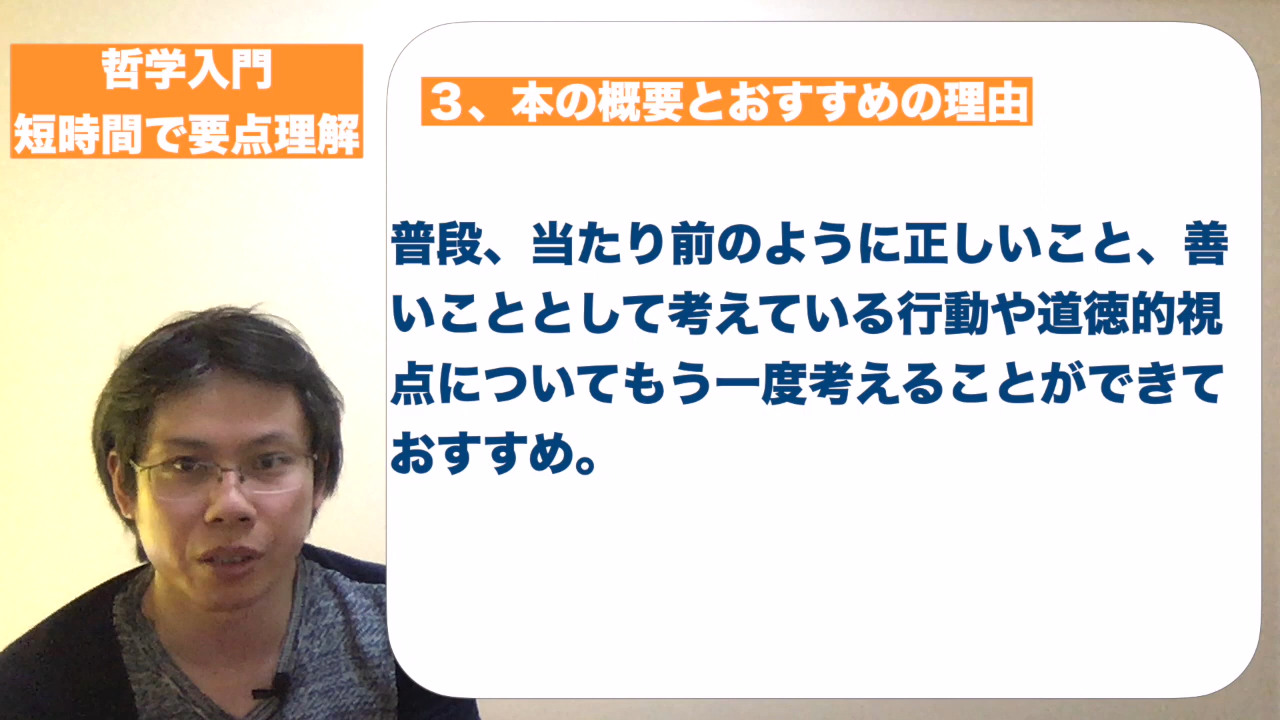 哲学入門
短時間で要点理解
３、本の概要とおすすめの理由
普段、当たり前のように正しいこと、善
いこととして考えている行動や道徳的視
点についてもう一度考えることができて
おすすめ。